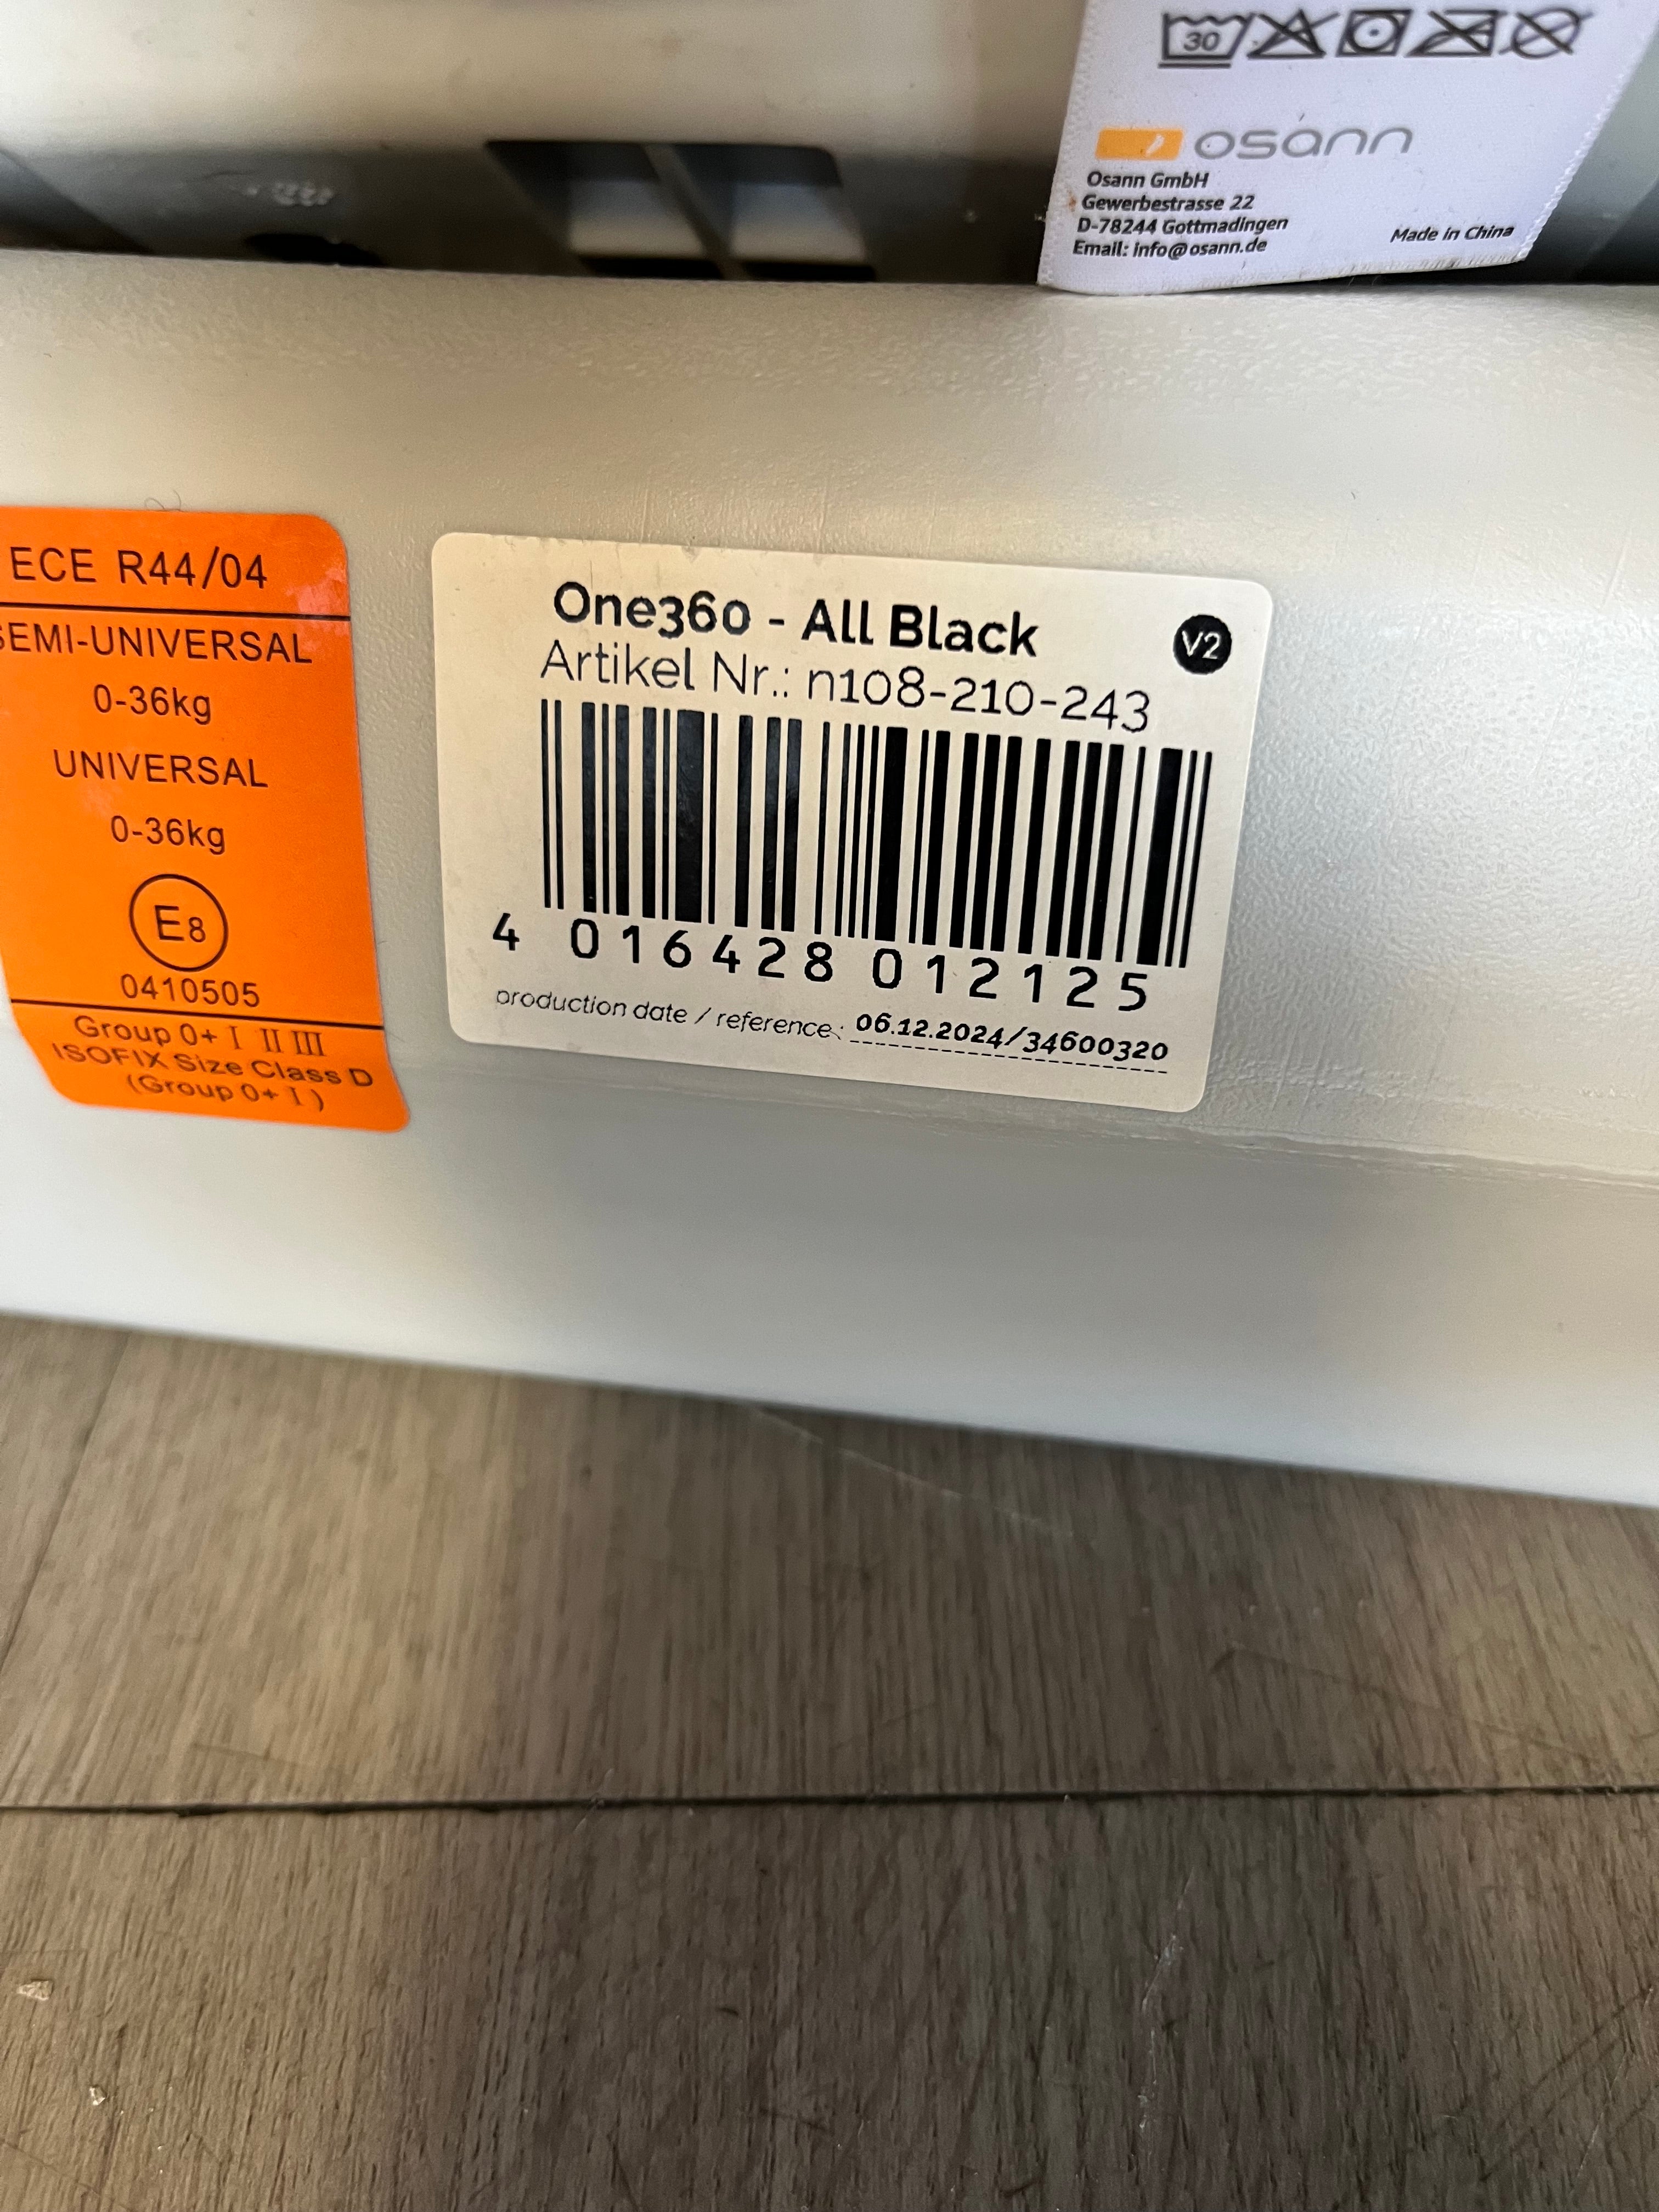 30
osann
Osann GmbH
Gewerbestrasse 22
D-78244 Gottmadingen
Email: info@osann.de
Made in China
ECE R44/04
SEMI-UNIVERSAL
0-36kg
UNIVERSAL
0-36kg
E8
0410505
Group 0+ I II III
ISOFIX Size Class D
(Group 0+ I)
One360 - All Black
V2
Artikel Nr.: n108-210-243
4 016428 012125
production date / reference: 06.12.2024/34600320